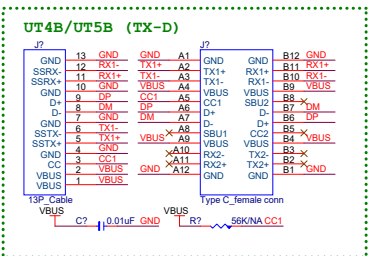 UT4B/UT5B (TX-D)
J? J?
GND 13 GND GND A1 GND GND B12 GND
SSRX- 12 RX1- TX1+ A2 TX1+ RX1+ B11 RX1+
SSRX+ 11 RX1+ TX1- A3 TX1- RX1- B10 RX1-
GND 10 GND VBUS A4 VBUS VBUS B9 VBUS
D+ 9 DP CC1 A5 CC1 SBU2 B8
D- 8 DM DP A6 D+ D- B7 DM
GND 7 GND DM A7 D- D+ B6 DP
SSTX- 6 TX1- A8 SBU1 CC2 B5
SSTX+ 5 TX1+ VBUS A9 VBUS VBUS B4 VBUS
GND 4 GND A10 RX2- TX2- B3
CC 3 CC1 A11 RX2+ TX2+ B2
VBUS 2 VBUS GND A12 GND GND B1 GND
VBUS 1 VBUS
13P_Cable Type C_female conn
VBUS VBUS
C? 0.01uF GND R? 56K/NA CC1